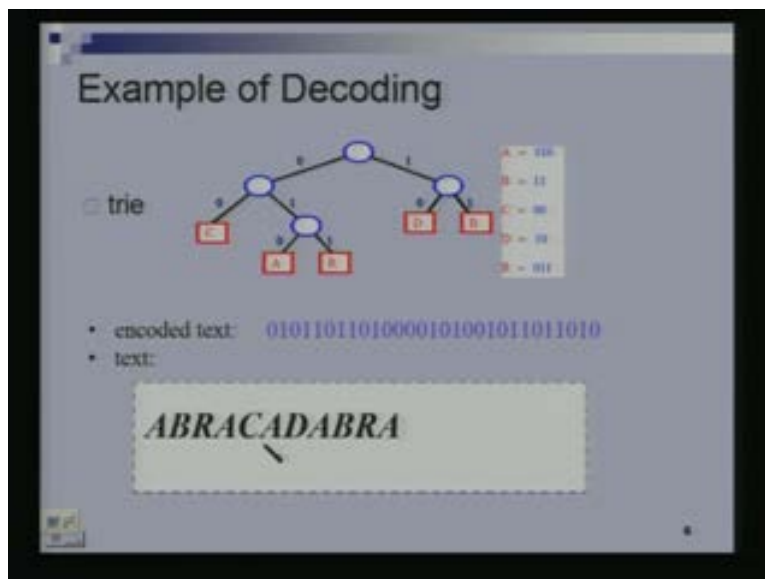 Example of Decoding
0 1
trie
0 1 0 1
C D B
0 1
A R
A = 010
B = 11
C = 00
D = 10
R = 011
• encoded text: 01011011010000101001011011010
• text:
ABRACADABRA
6